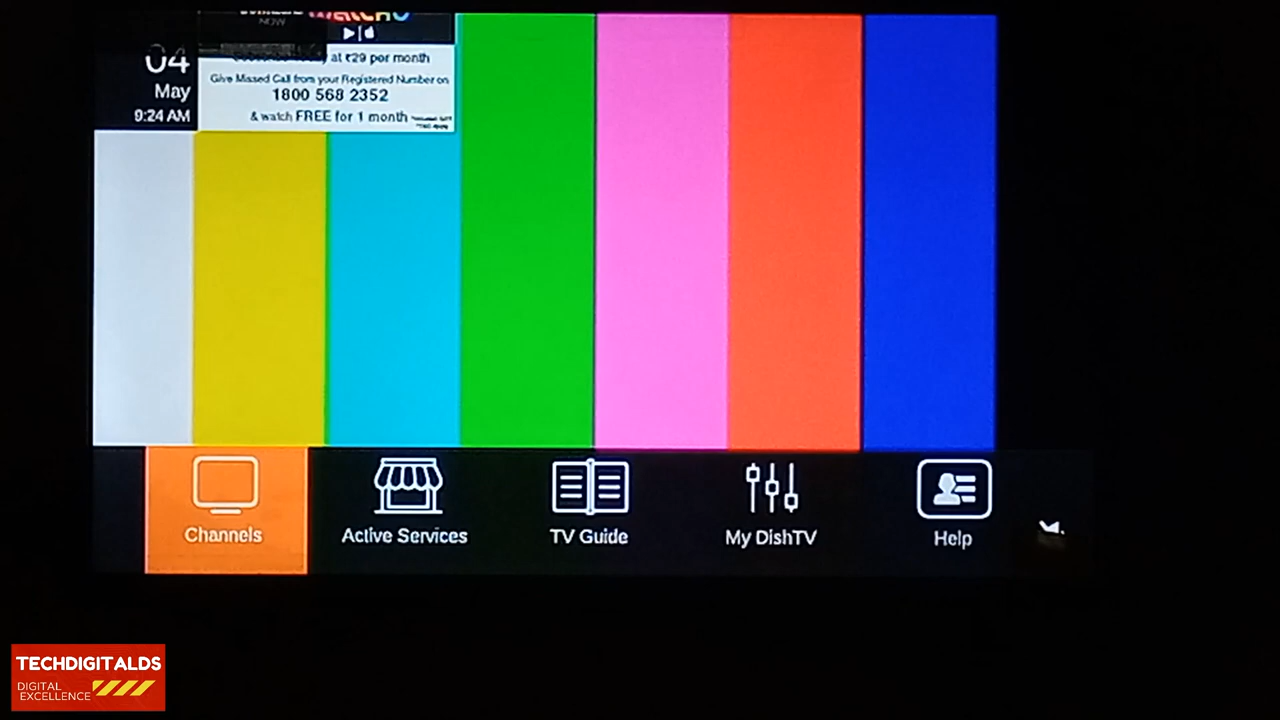 NOW
WATCHO
04
May
9:24 AM
at ₹29 per month
Give Missed Call from your Registered Number on
1800 568 2352
& watch FREE for 1 month
Channels
Active Services
TV Guide
My DishTV
Help
TECHDIGITALDS
DIGITAL
EXCELLENCE